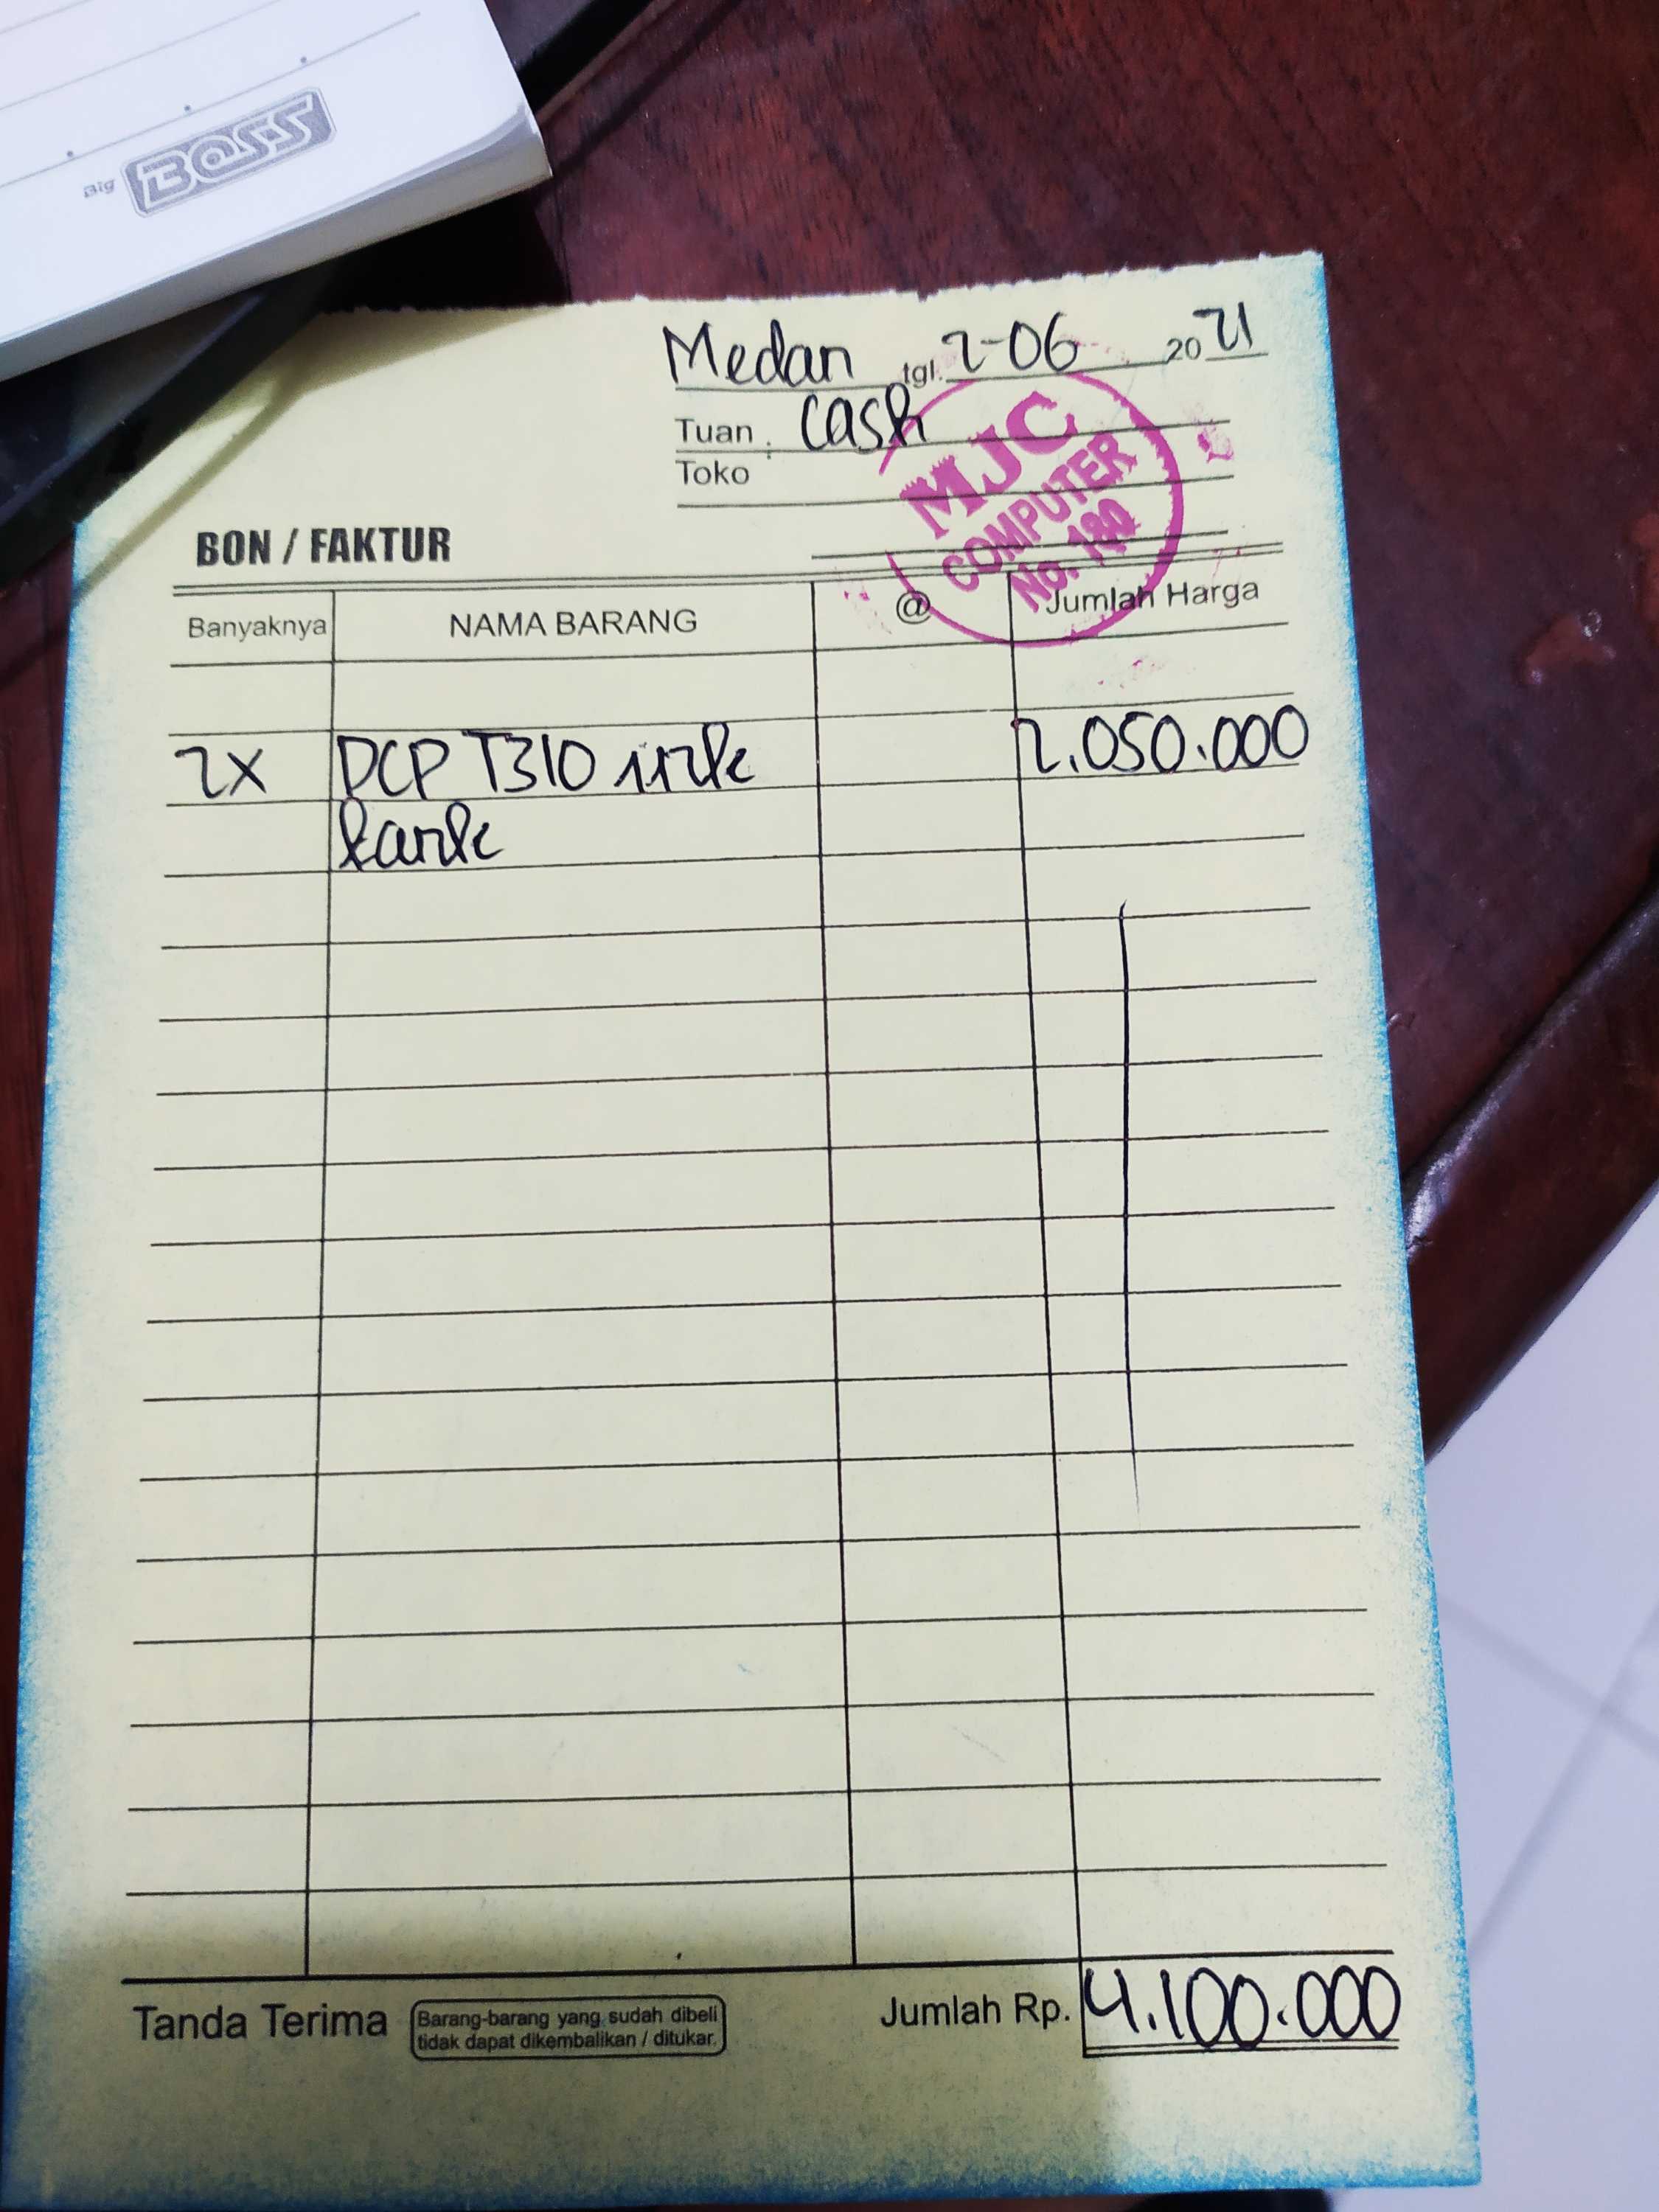 Big BOSS
Medan tgl. 2-06 2021
Tuan : Cash
Toko
MJC
COMPUTER
No. 180
BON / FAKTUR
Banyaknya NAMA BARANG @ Jumlah Harga
2x DCP T310 ink 2.050.000
tank
Tanda Terima Barang-barang yang sudah dibeli Jumlah Rp. 4.100.000
tidak dapat dikembalikan / ditukar.